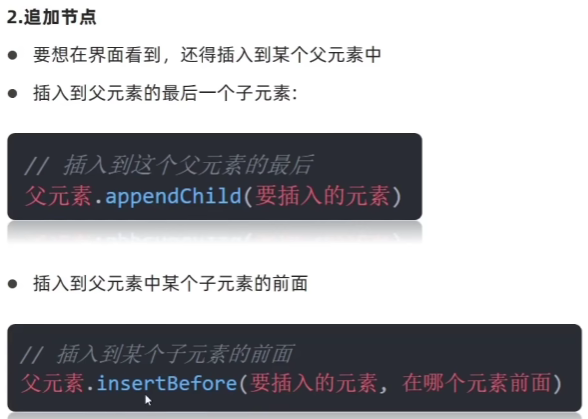 2.追加节点
● 要想在界面看到，还得插入到某个父元素中
● 插入到父元素的最后一个子元素：
// 插入到这个父元素的最后
父元素.appendChild(要插入的元素)
● 插入到父元素中某个子元素的前面
// 插入到某个子元素的前面
父元素.insertBefore(要插入的元素, 在哪个元素前面)